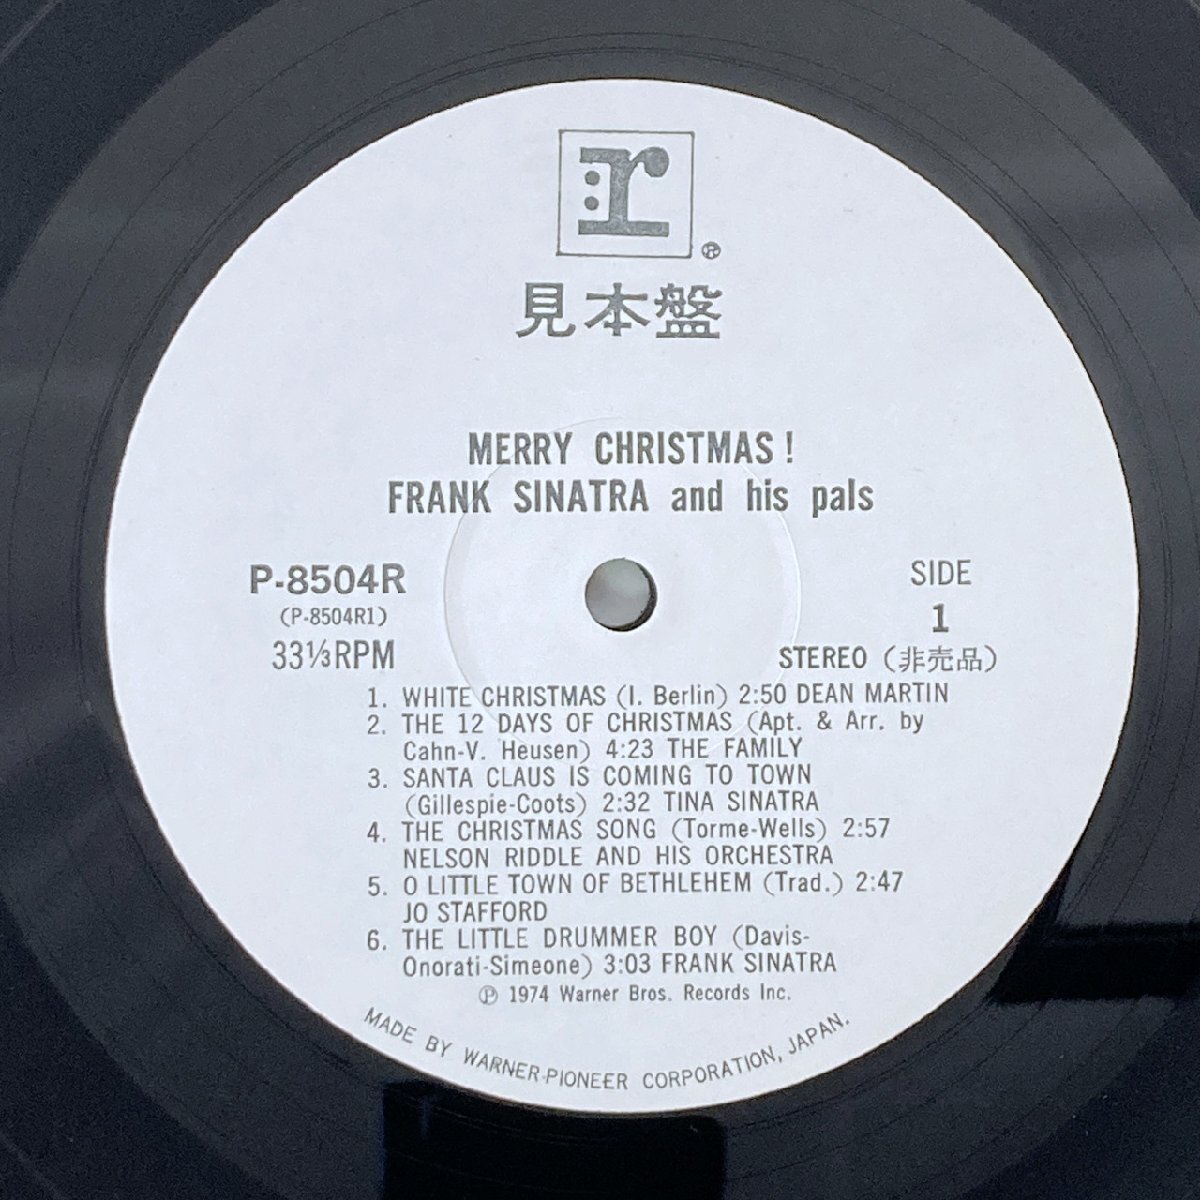 r
®
見本盤
MERRY CHRISTMAS!
FRANK SINATRA and his pals
P-8504R
(P-8504R1)
33⅓RPM
SIDE
1
STEREO (非売品)
1. WHITE CHRISTMAS (I. Berlin) 2:50 DEAN MARTIN
2. THE 12 DAYS OF CHRISTMAS (Apt. & Arr. by
Cahn-V. Heusen) 4:23 THE FAMILY
3. SANTA CLAUS IS COMING TO TOWN
(Gillespie-Coots) 2:32 TINA SINATRA
4. THE CHRISTMAS SONG (Torme-Wells) 2:57
NELSON RIDDLE AND HIS ORCHESTRA
5. O LITTLE TOWN OF BETHLEHEM (Trad.) 2:47
JO STAFFORD
6. THE LITTLE DRUMMER BOY (Davis-
Onorati-Simeone) 3:03 FRANK SINATRA
℗ 1974 Warner Bros. Records Inc.
MADE BY WARNER-PIONEER CORPORATION, JAPAN.